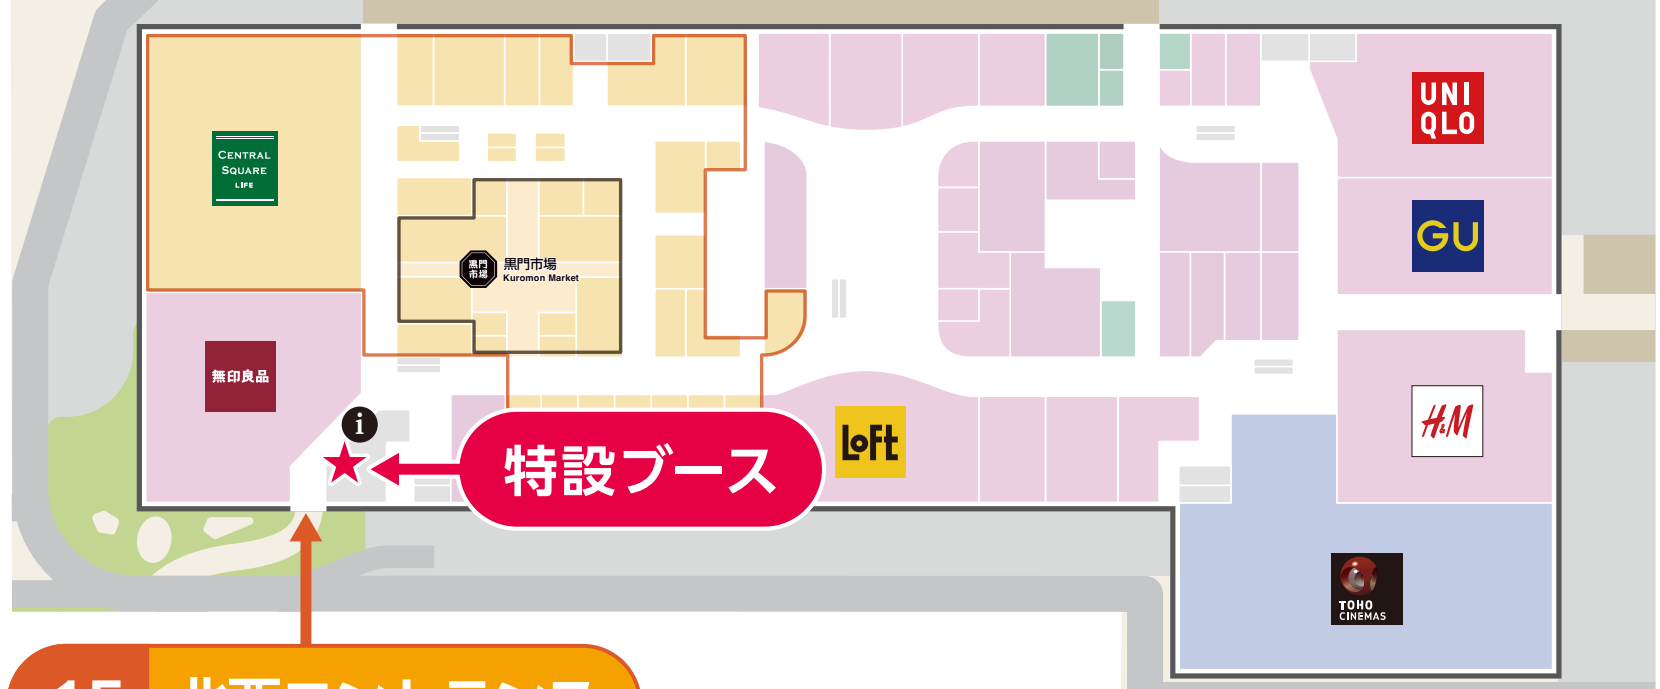 UNI
QLO
CENTRAL
SQUARE
LIFE
GU
黒門
市場
黒門市場
Kuromon Market
無印良品
i
LOFT
H&M
特設ブース
TOHO
CINEMAS